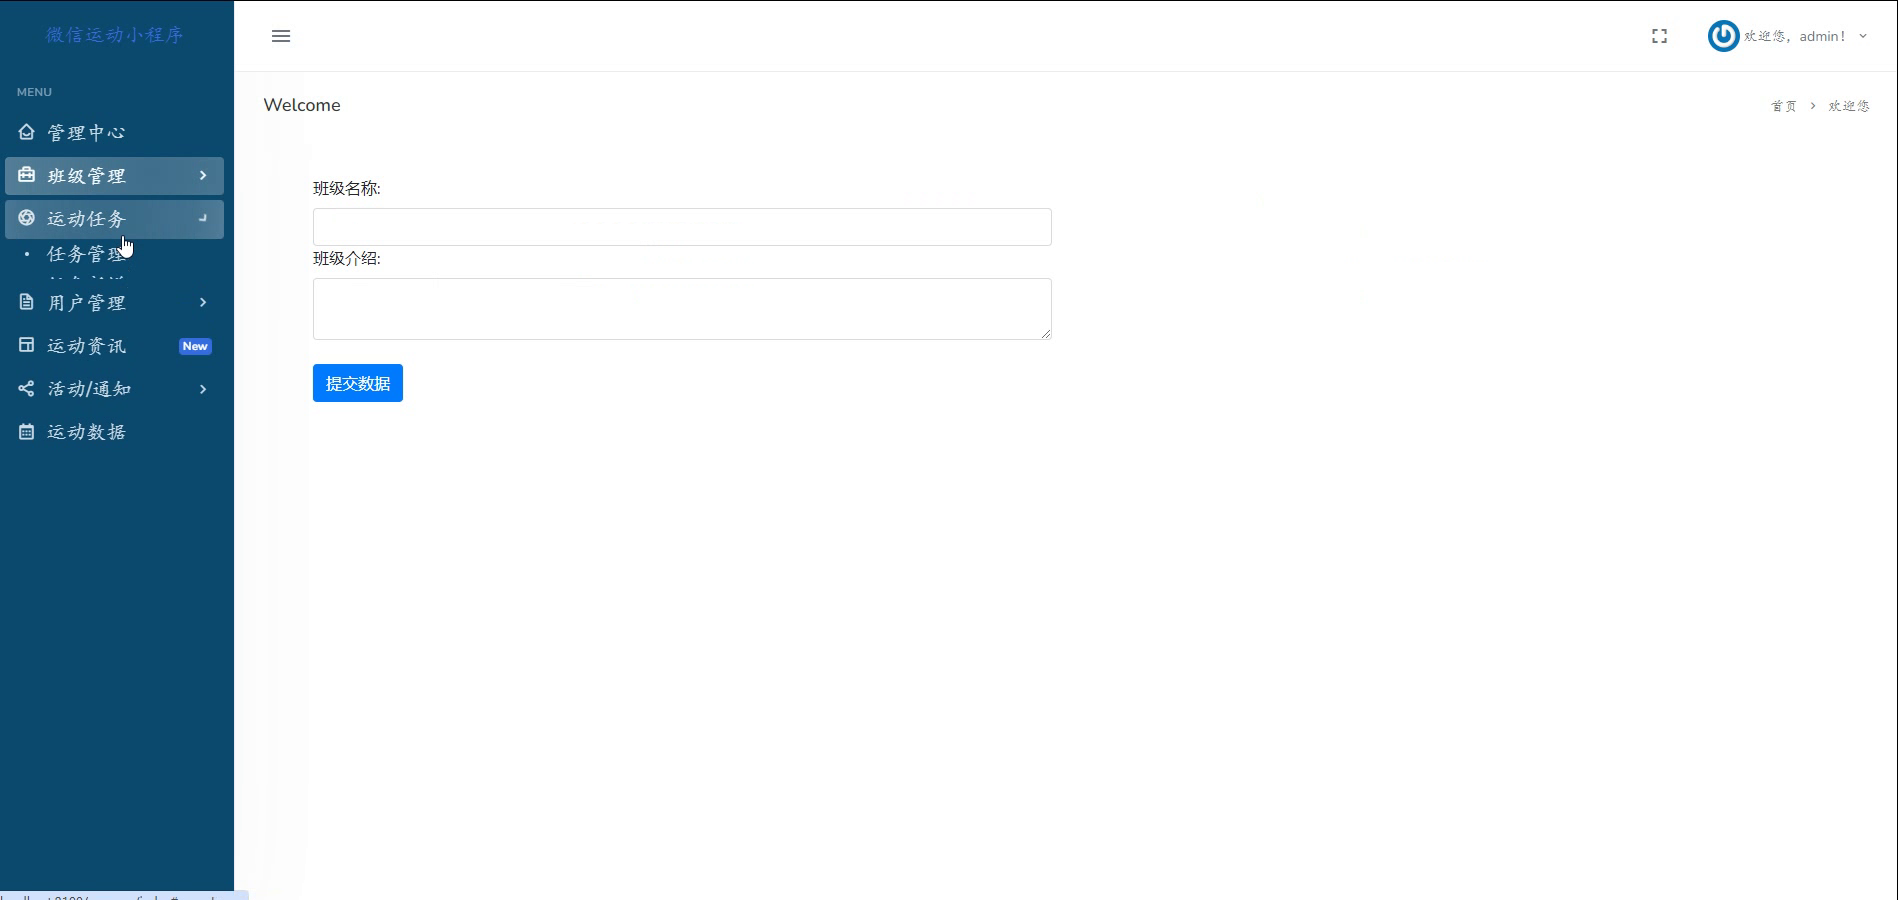 微信运动小程序
欢迎您，admin！
MENU
Welcome
首页 > 欢迎您
管理中心
班级管理
运动任务
任务管理
用户管理
运动资讯 New
活动/通知
运动数据
班级名称:
班级介绍:
提交数据